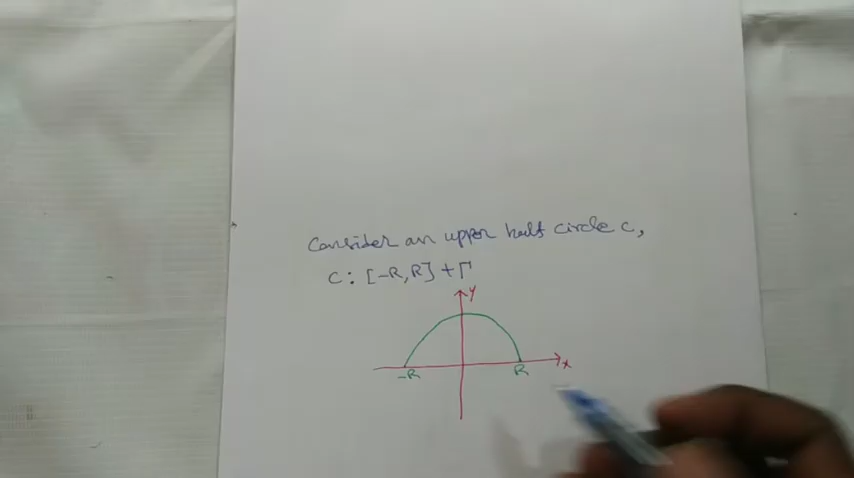 Consider an upper half circle C,
C: [-R, R] + Γ
y
x
-R
R